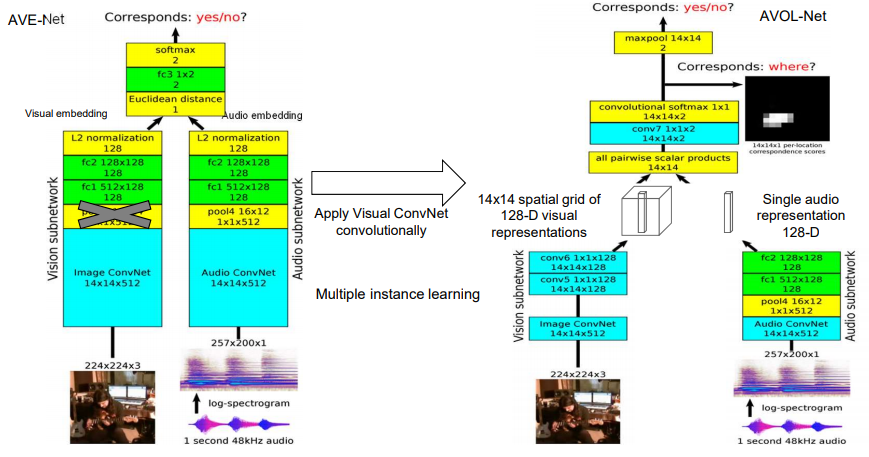 AVE-Net
Corresponds: yes/no?
softmax
2
fc3 1x2
2
Euclidean distance
1
Visual embedding
Audio embedding
L2 normalization
128
fc2 128x128
128
fc1 512x128
128
1x1x512
Image ConvNet
14x14x512
Vision subnetwork
L2 normalization
128
fc2 128x128
128
fc1 512x128
128
pool4 16x12
1x1x512
Audio ConvNet
14x14x512
Audio subnetwork
224x224x3
257x200x1
log-spectrogram
1 second 48kHz audio
Apply Visual ConvNet
convolutionally
Multiple instance learning
AVOL-Net
Corresponds: yes/no?
maxpool 14x14
2
Corresponds: where?
convolutional softmax 1x1
14x14x2
conv7 1x1x2
14x14x2
14x14x1 per-location
correspondence scores
all pairwise scalar products
14x14
14x14 spatial grid of
128-D visual
representations
Single audio
representation
128-D
conv6 1x1x128
14x14x128
conv5 1x1x128
14x14x128
Image ConvNet
14x14x512
Vision subnetwork
fc2 128x128
128
fc1 512x128
128
pool4 16x12
1x1x512
Audio ConvNet
14x14x512
Audio subnetwork
224x224x3
257x200x1
log-spectrogram
1 second 48kHz audio